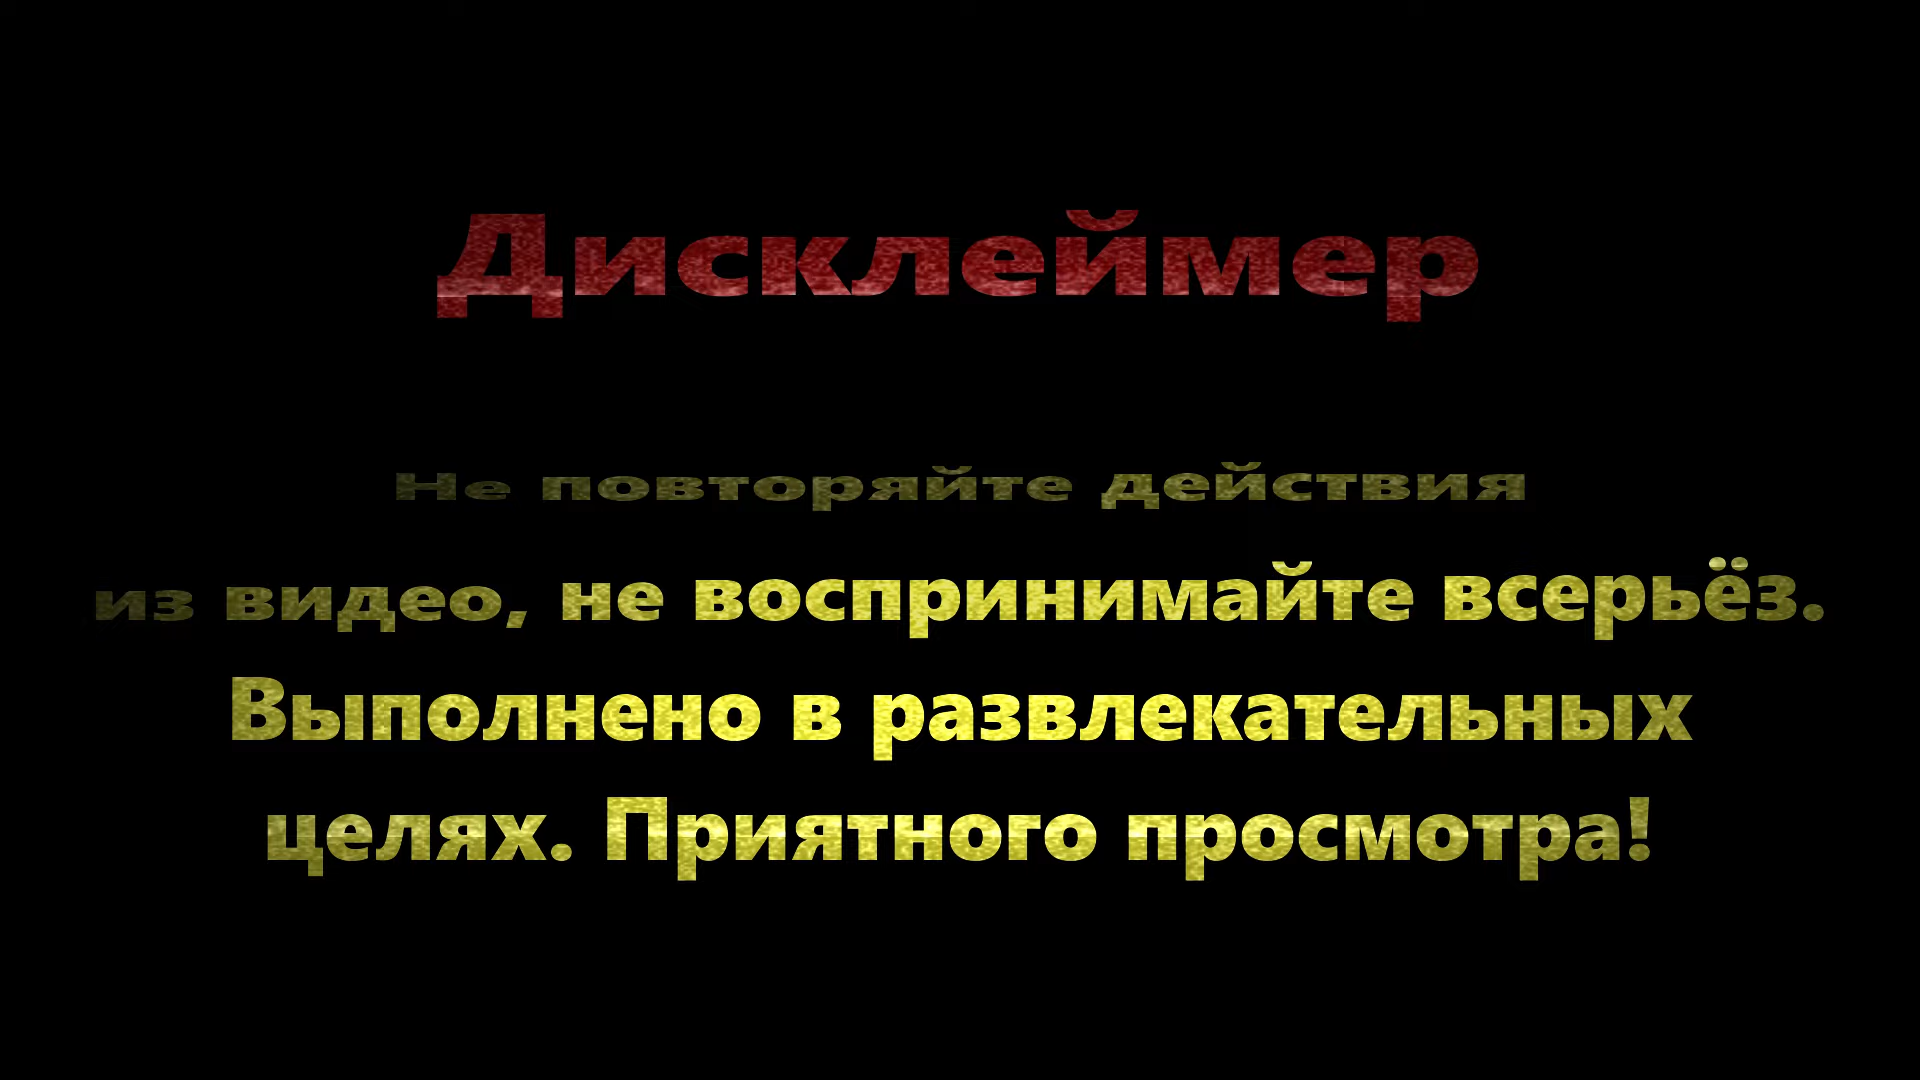 Дисклеймер
Не повторяйте действия
из видео, не воспринимайте всерьёз.
Выполнено в развлекательных
целях. Приятного просмотра!